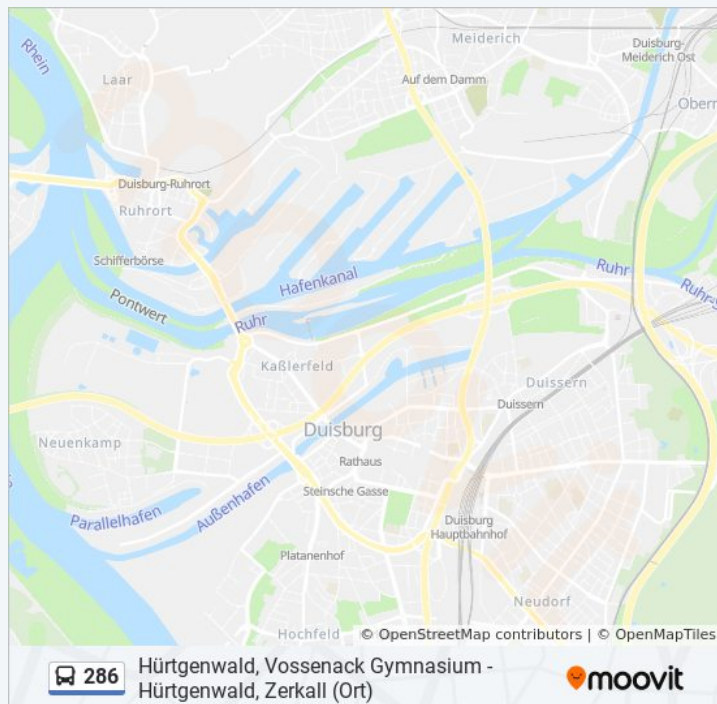 Rhein
Meiderich
Duisburg-
Meiderich Ost
Laar
Auf dem Damm
Oberm
Duisburg-Ruhrort
Ruhrort
Schifferbörse
Hafenkanal
Ruhr
Ruhr-S
Pontwert
Ruhr
Kaßlerfeld
Duissern
Duissern
Duisburg
Neuenkamp
Rathaus
Außenhafen
Steinsche Gasse
Parallelhafen
Duisburg
Hauptbahnhof
Platanenhof
Neudorf
Hochfeld
© OpenStreetMap contributors | © OpenMapTiles
286
Hürtgenwald, Vossenack Gymnasium -
Hürtgenwald, Zerkall (Ort)
moovit